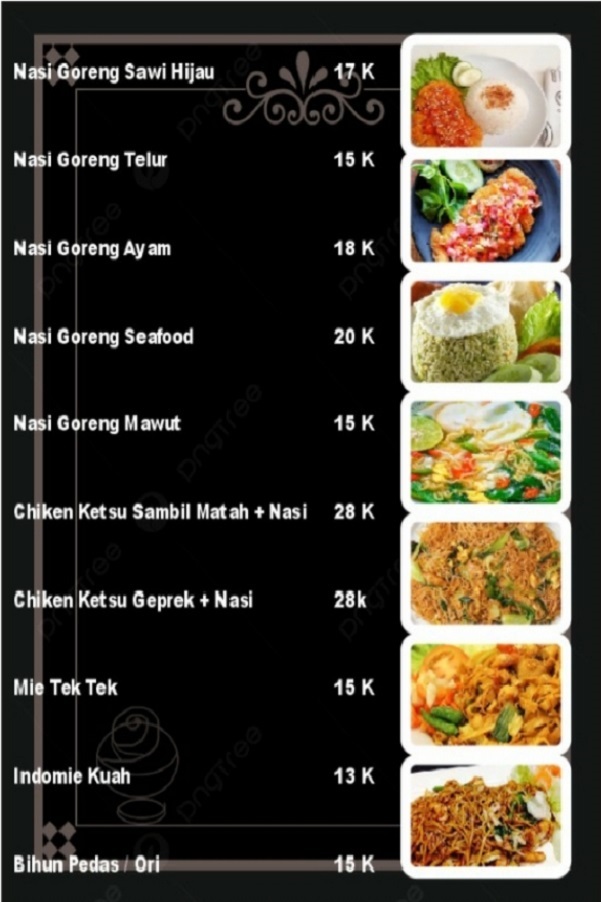 Nasi Goreng Sawi Hijau 17 K
Nasi Goreng Telur 15 K
Nasi Goreng Ayam 18 K
Nasi Goreng Seafood 20 K
Nasi Goreng Mawut 15 K
Chiken Ketsu Sambil Matah + Nasi 28 K
Chiken Ketsu Geprek + Nasi 28k
Mie Tek Tek 15 K
Indomie Kuah 13 K
Bihun Pedas / Ori 15 K